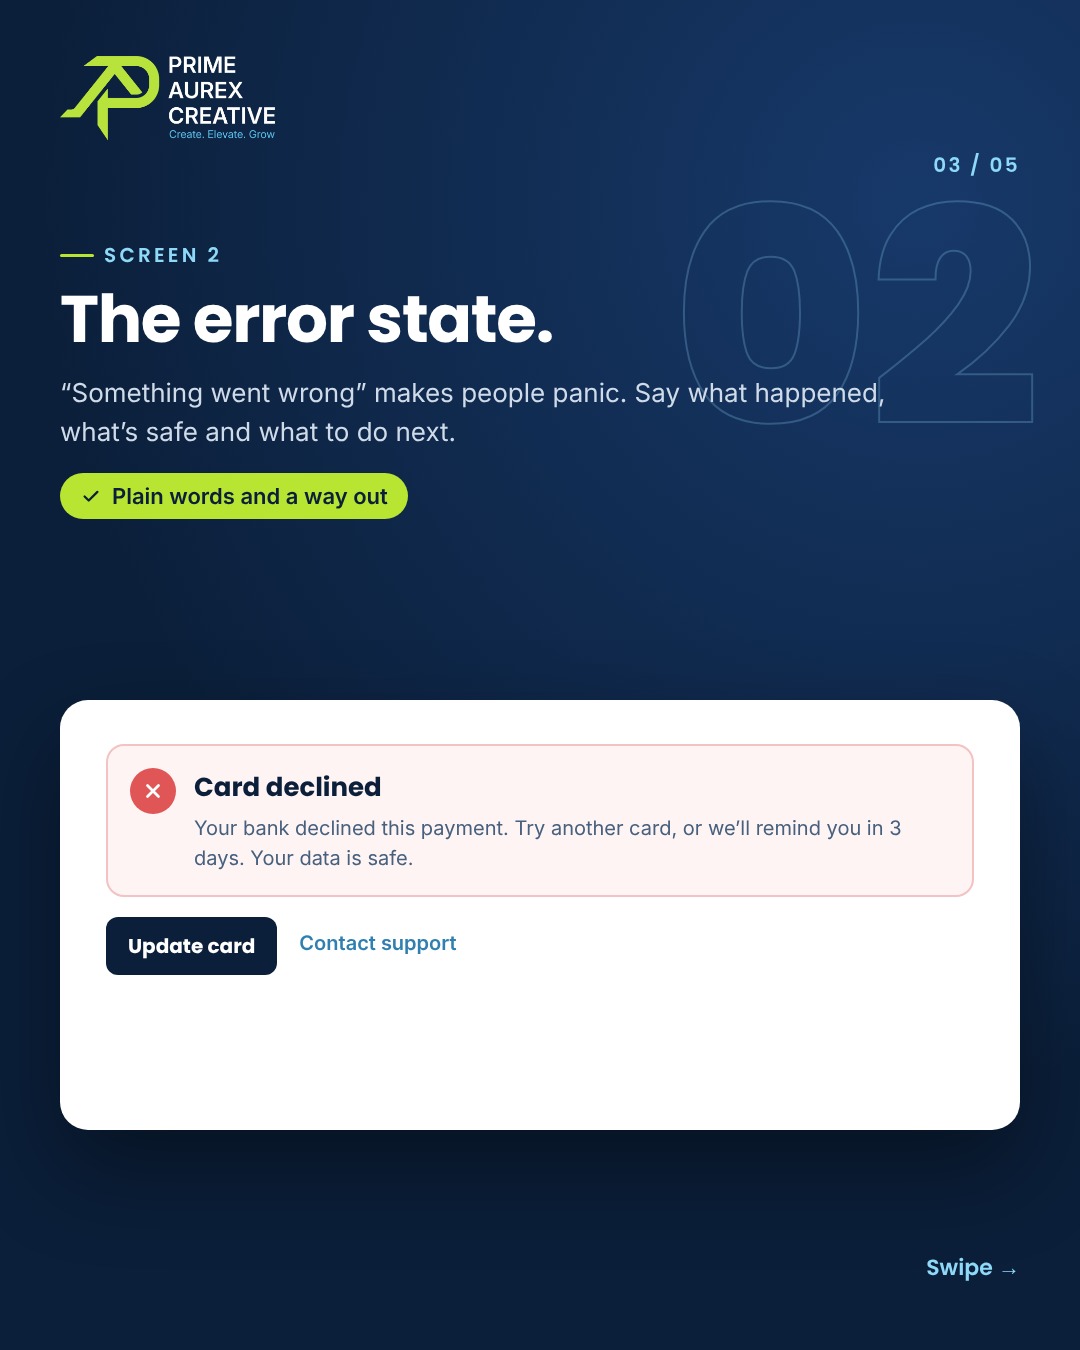 PRIME
AUREX
CREATIVE
Create. Elevate. Grow
03 / 05
02
SCREEN 2
The error state.
“Something went wrong” makes people panic. Say what happened,
what’s safe and what to do next.
✓ Plain words and a way out
Card declined
Your bank declined this payment. Try another card, or we’ll remind you in 3
days. Your data is safe.
Update card
Contact support
Swipe →